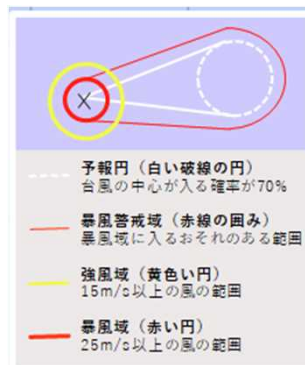 予報円（白い破線の円）
台風の中心が入る確率が70%
暴風警戒域（赤線の囲み）
暴風域に入るおそれのある範囲
強風域（黄色い円）
15m/s以上の風の範囲
暴風域（赤い円）
25m/s以上の風の範囲